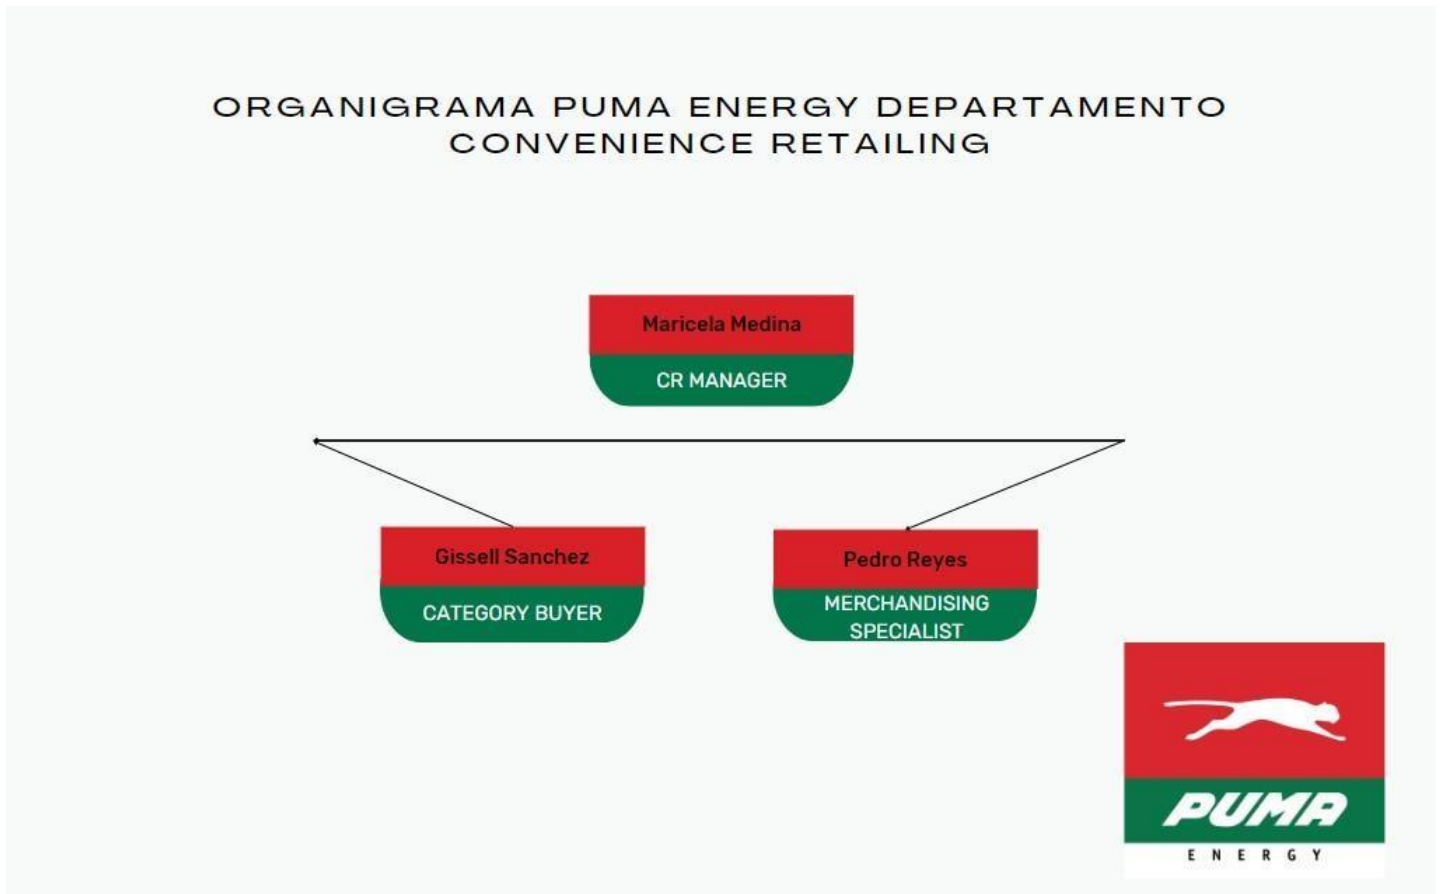 ORGANIGRAMA PUMA ENERGY DEPARTAMENTO
CONVENIENCE RETAILING
Maricela Medina
CR MANAGER
Gissell Sanchez
CATEGORY BUYER
Pedro Reyes
MERCHANDISING
SPECIALIST
PUMA
ENERGY